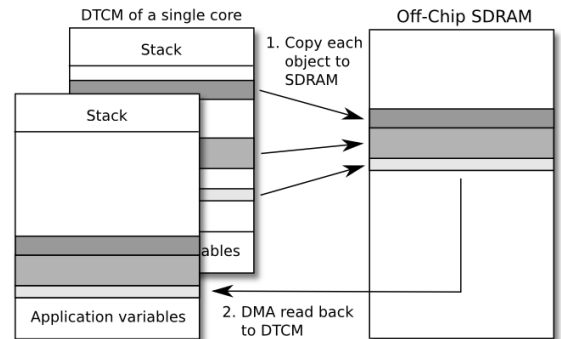 DTCM of a single core
Off-Chip SDRAM
Stack
1. Copy each
object to
SDRAM
Stack
ables
2. DMA read back
to DTCM
Application variables